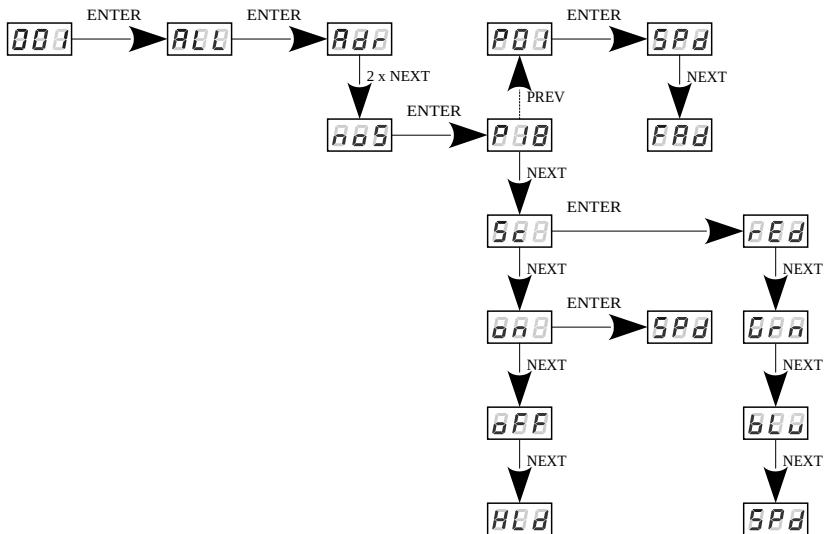 ENTER ENTER ENTER
001 ALL Adr P01 SPd
2 x NEXT PREV NEXT
ENTER
noS P18 FAd
NEXT
ENTER
Sc rEd
NEXT NEXT
ENTER
on SPd Grn
NEXT NEXT
oFF bLu
NEXT NEXT
HLd SPd